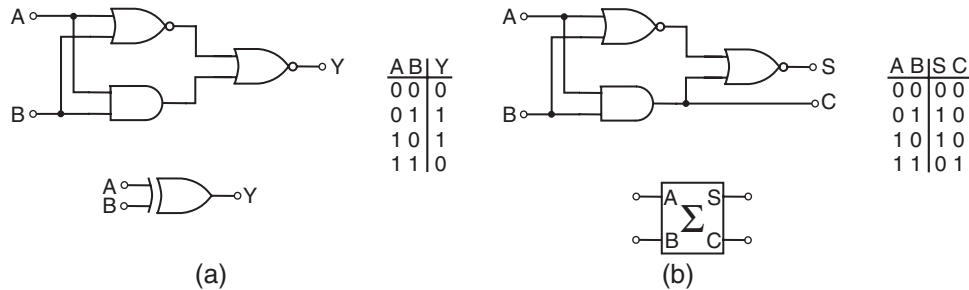 A
B
Y
A B Y
0 0 0
0 1 1
1 0 1
1 1 0
A
B
Y
(a)
A
B
S
C
A B S C
0 0 0 0
0 1 1 0
1 0 1 0
1 1 0 1
A S
Σ
B C
(b)